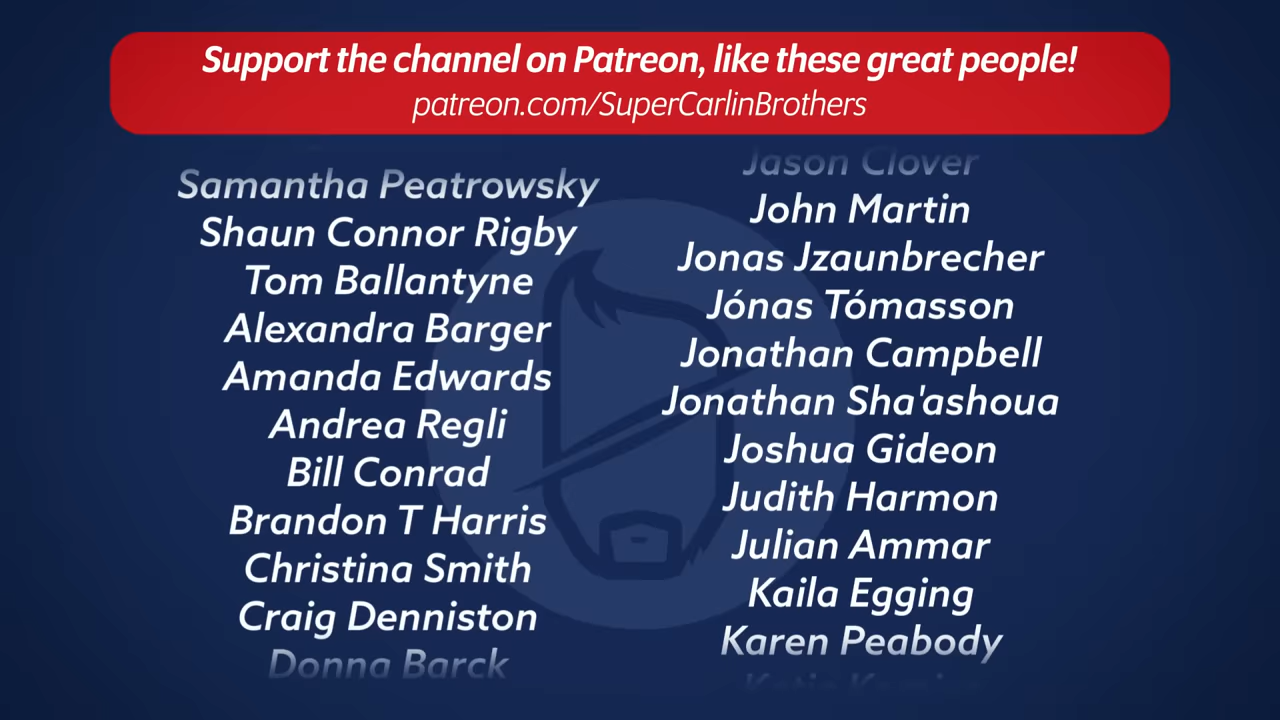 Support the channel on Patreon, like these great people!
patreon.com/SuperCarlinBrothers
Samantha Peatrowsky
Shaun Connor Rigby
Tom Ballantyne
Alexandra Barger
Amanda Edwards
Andrea Regli
Bill Conrad
Brandon T Harris
Christina Smith
Craig Denniston
Donna Barck
Jason Clover
John Martin
Jonas Jzaunbrecher
Jónas Tómasson
Jonathan Campbell
Jonathan Sha'ashoua
Joshua Gideon
Judith Harmon
Julian Ammar
Kaila Egging
Karen Peabody